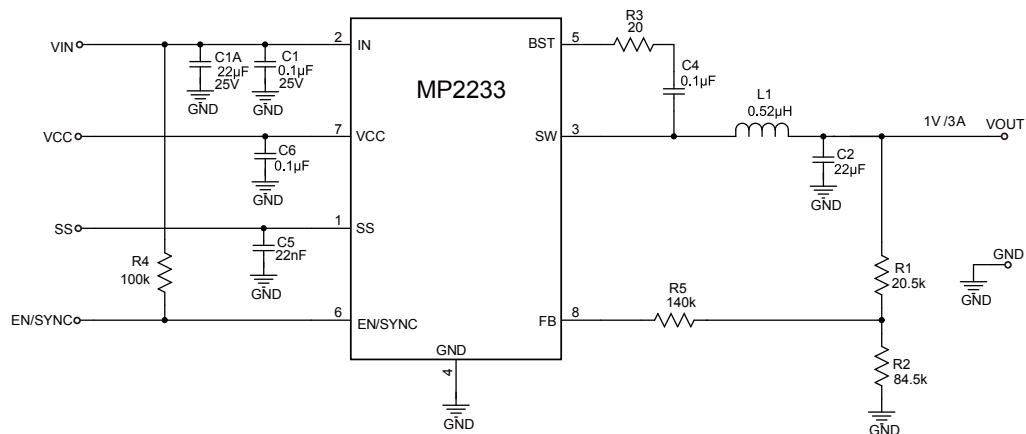 VIN
C1A
22µF
25V
GND
C1
0.1µF
25V
GND
2
IN
MP2233
BST
5
R3
20
C4
0.1µF
VCC
C6
0.1µF
GND
7
VCC
SW
3
L1
0.52µH
C2
22µF
GND
1V /3A
VOUT
SS
C5
22nF
GND
1
SS
R4
100k
EN/SYNC
6
EN/SYNC
GND
4
GND
FB
8
R5
140k
R1
20.5k
R2
84.5k
GND
GND
GND